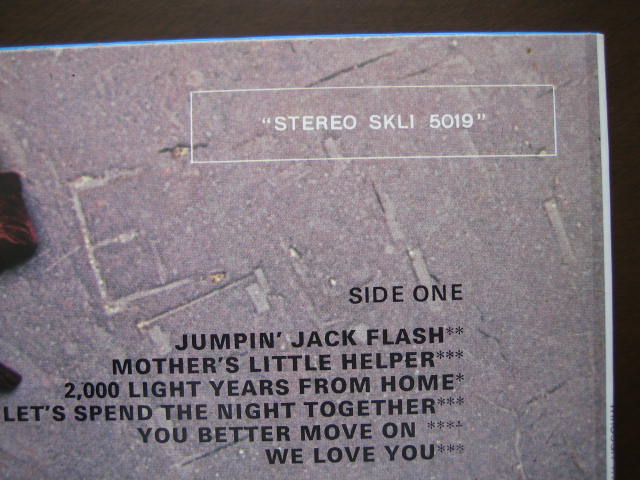 "STEREO SKLI 5019"
SIDE ONE
JUMPIN' JACK FLASH**
MOTHER'S LITTLE HELPER***
2,000 LIGHT YEARS FROM HOME*
LET'S SPEND THE NIGHT TOGETHER***
YOU BETTER MOVE ON ****
WE LOVE YOU***